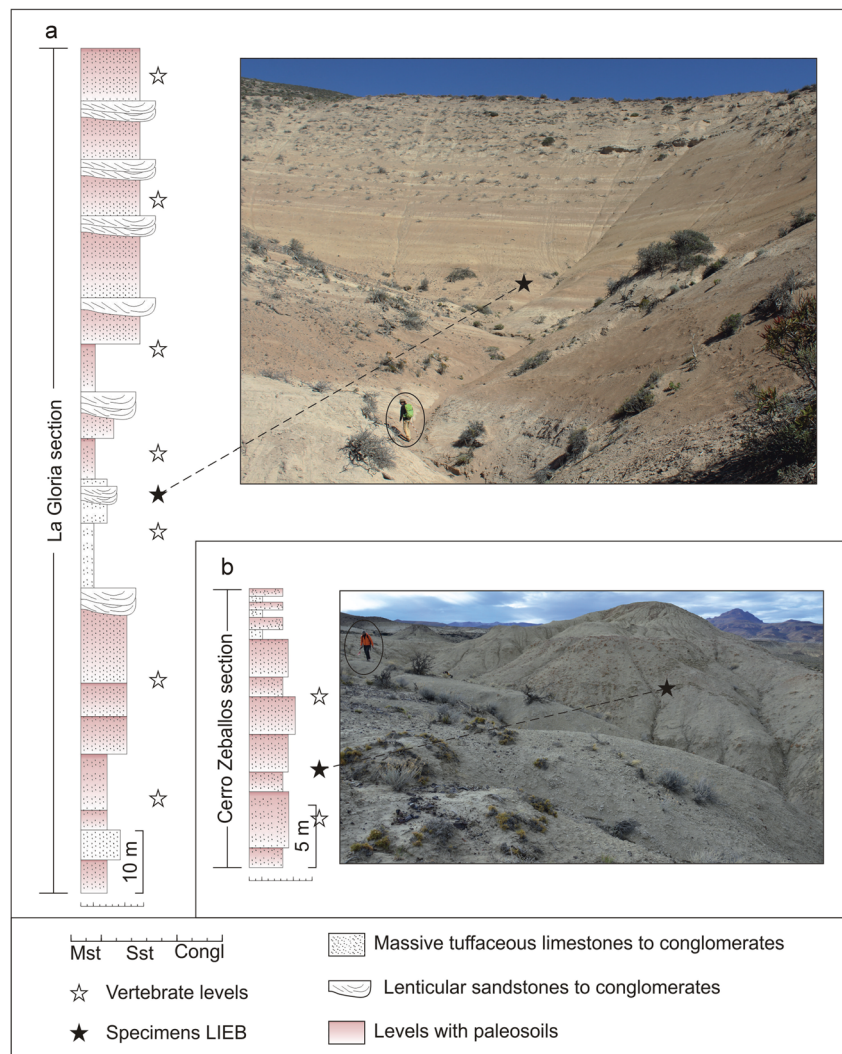 a
La Gloria section
10 m
b
Cerro Zeballos section
5 m
Mst Sst Congl
Vertebrate levels
Specimens LIEB
Massive tuffaceous limestones to conglomerates
Lenticular sandstones to conglomerates
Levels with paleosoils